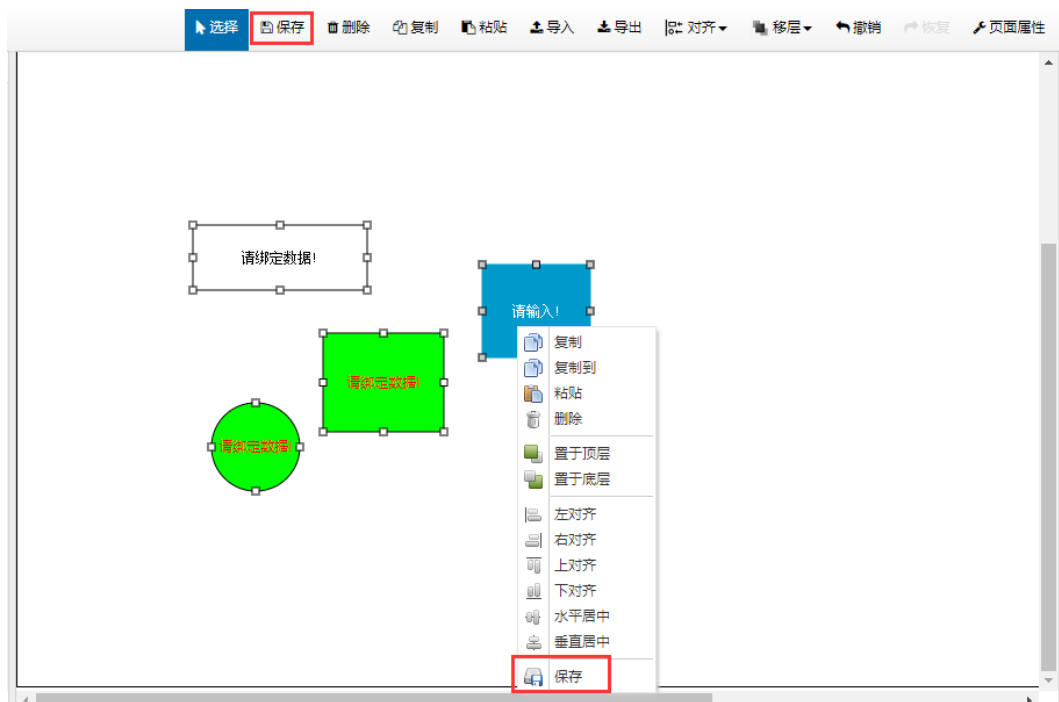 选择 保存 删除 复制 粘贴 导入 导出 对齐 移层 撤销 恢复 页面属性
请绑定数据!
请输入!
请绑定数据!
请绑定数据!
复制
复制到
粘贴
删除
置于顶层
置于底层
左对齐
右对齐
上对齐
下对齐
水平居中
垂直居中
保存